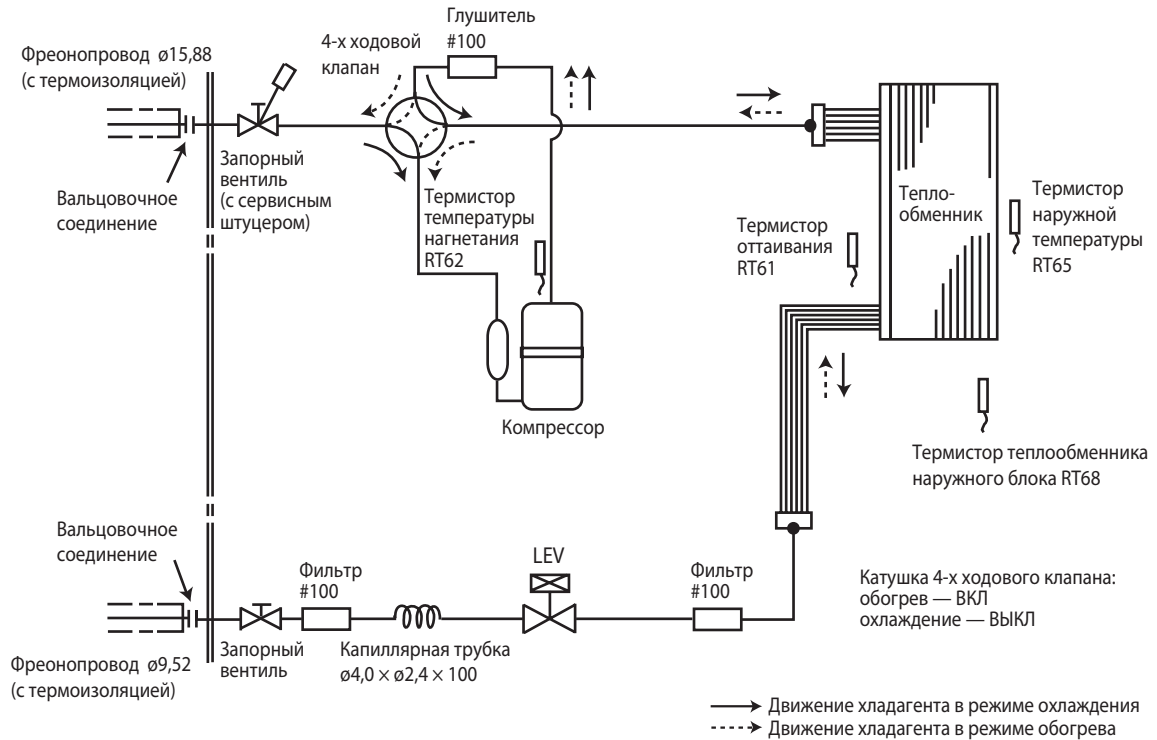 Глушитель
#100
4-х ходовой
клапан
Фреонопровод ø15,88
(с термоизоляцией)
Вальцовочное
соединение
Запорный
вентиль
(с сервисным
штуцером)
Термистор
температуры
нагнетания
RT62
Компрессор
Тепло-
обменник
Термистор
оттаивания
RT61
Термистор
наружной
температуры
RT65
Термистор теплообменника
наружного блока RT68
Вальцовочное
соединение
Фреонопровод ø9,52
(с термоизоляцией)
Запорный
вентиль
Фильтр
#100
Капиллярная трубка
ø4,0 × ø2,4 × 100
LEV
Фильтр
#100
Катушка 4-х ходового клапана:
обогрев — ВКЛ
охлаждение — ВЫКЛ
Движение хладагента в режиме охлаждения
Движение хладагента в режиме обогрева